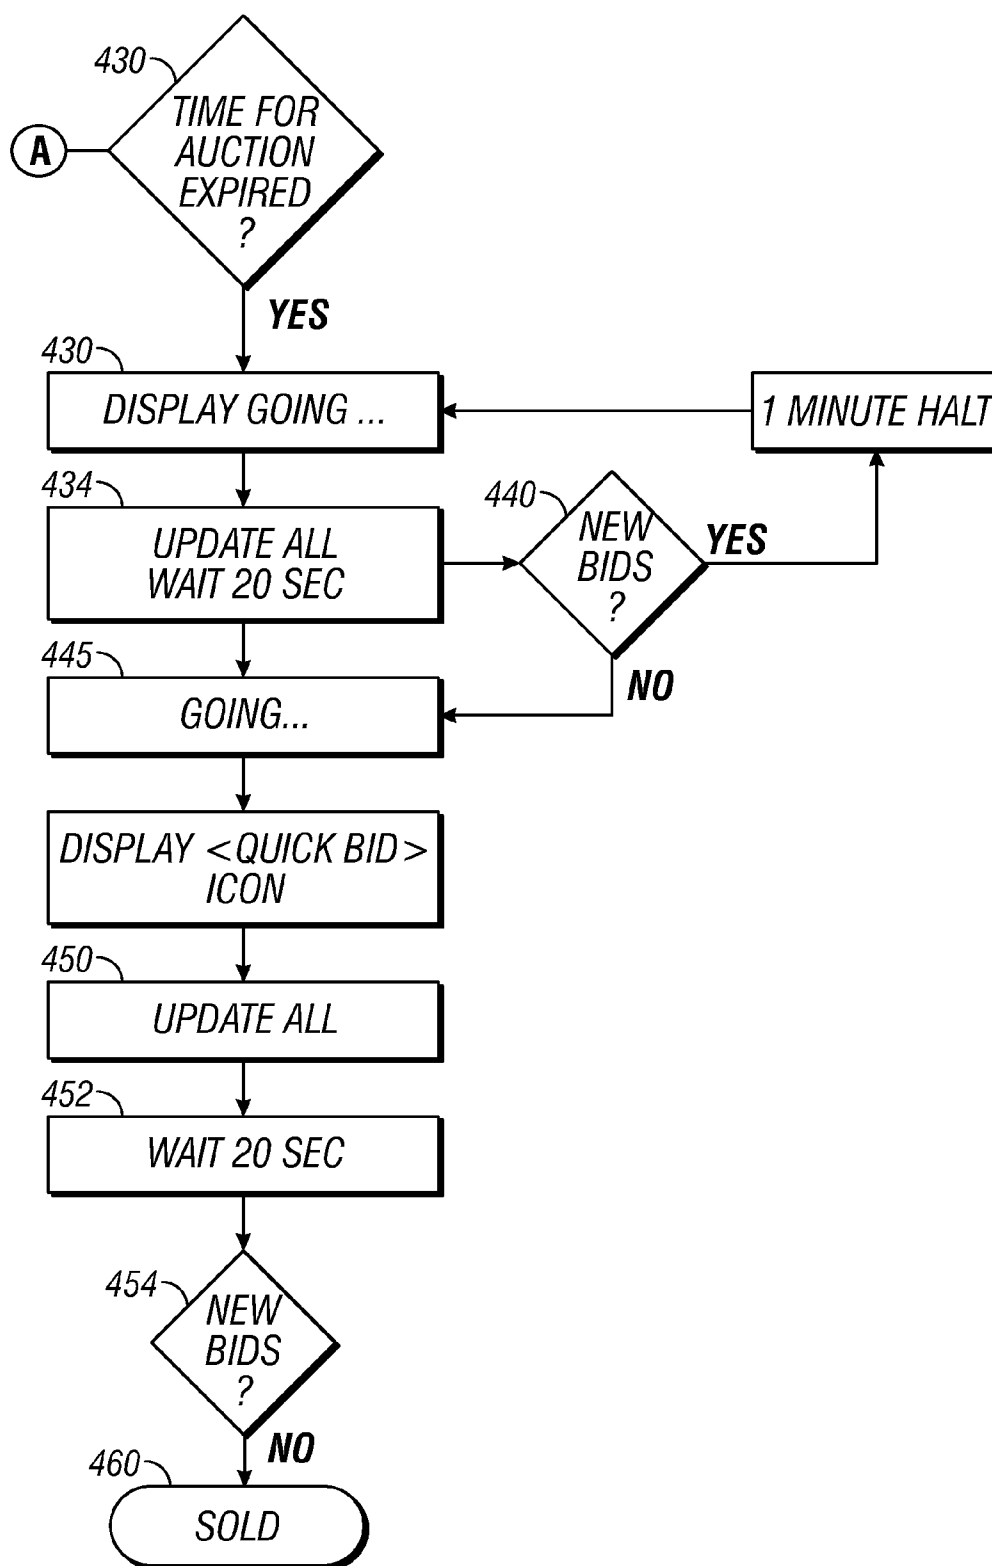 430
A
TIME FOR
AUCTION
EXPIRED
?
YES
430
DISPLAY GOING ...
1 MINUTE HALT
434
UPDATE ALL
WAIT 20 SEC
440
NEW
BIDS
?
YES
NO
445
GOING...
DISPLAY <QUICK BID>
ICON
450
UPDATE ALL
452
WAIT 20 SEC
454
NEW
BIDS
?
NO
460
SOLD